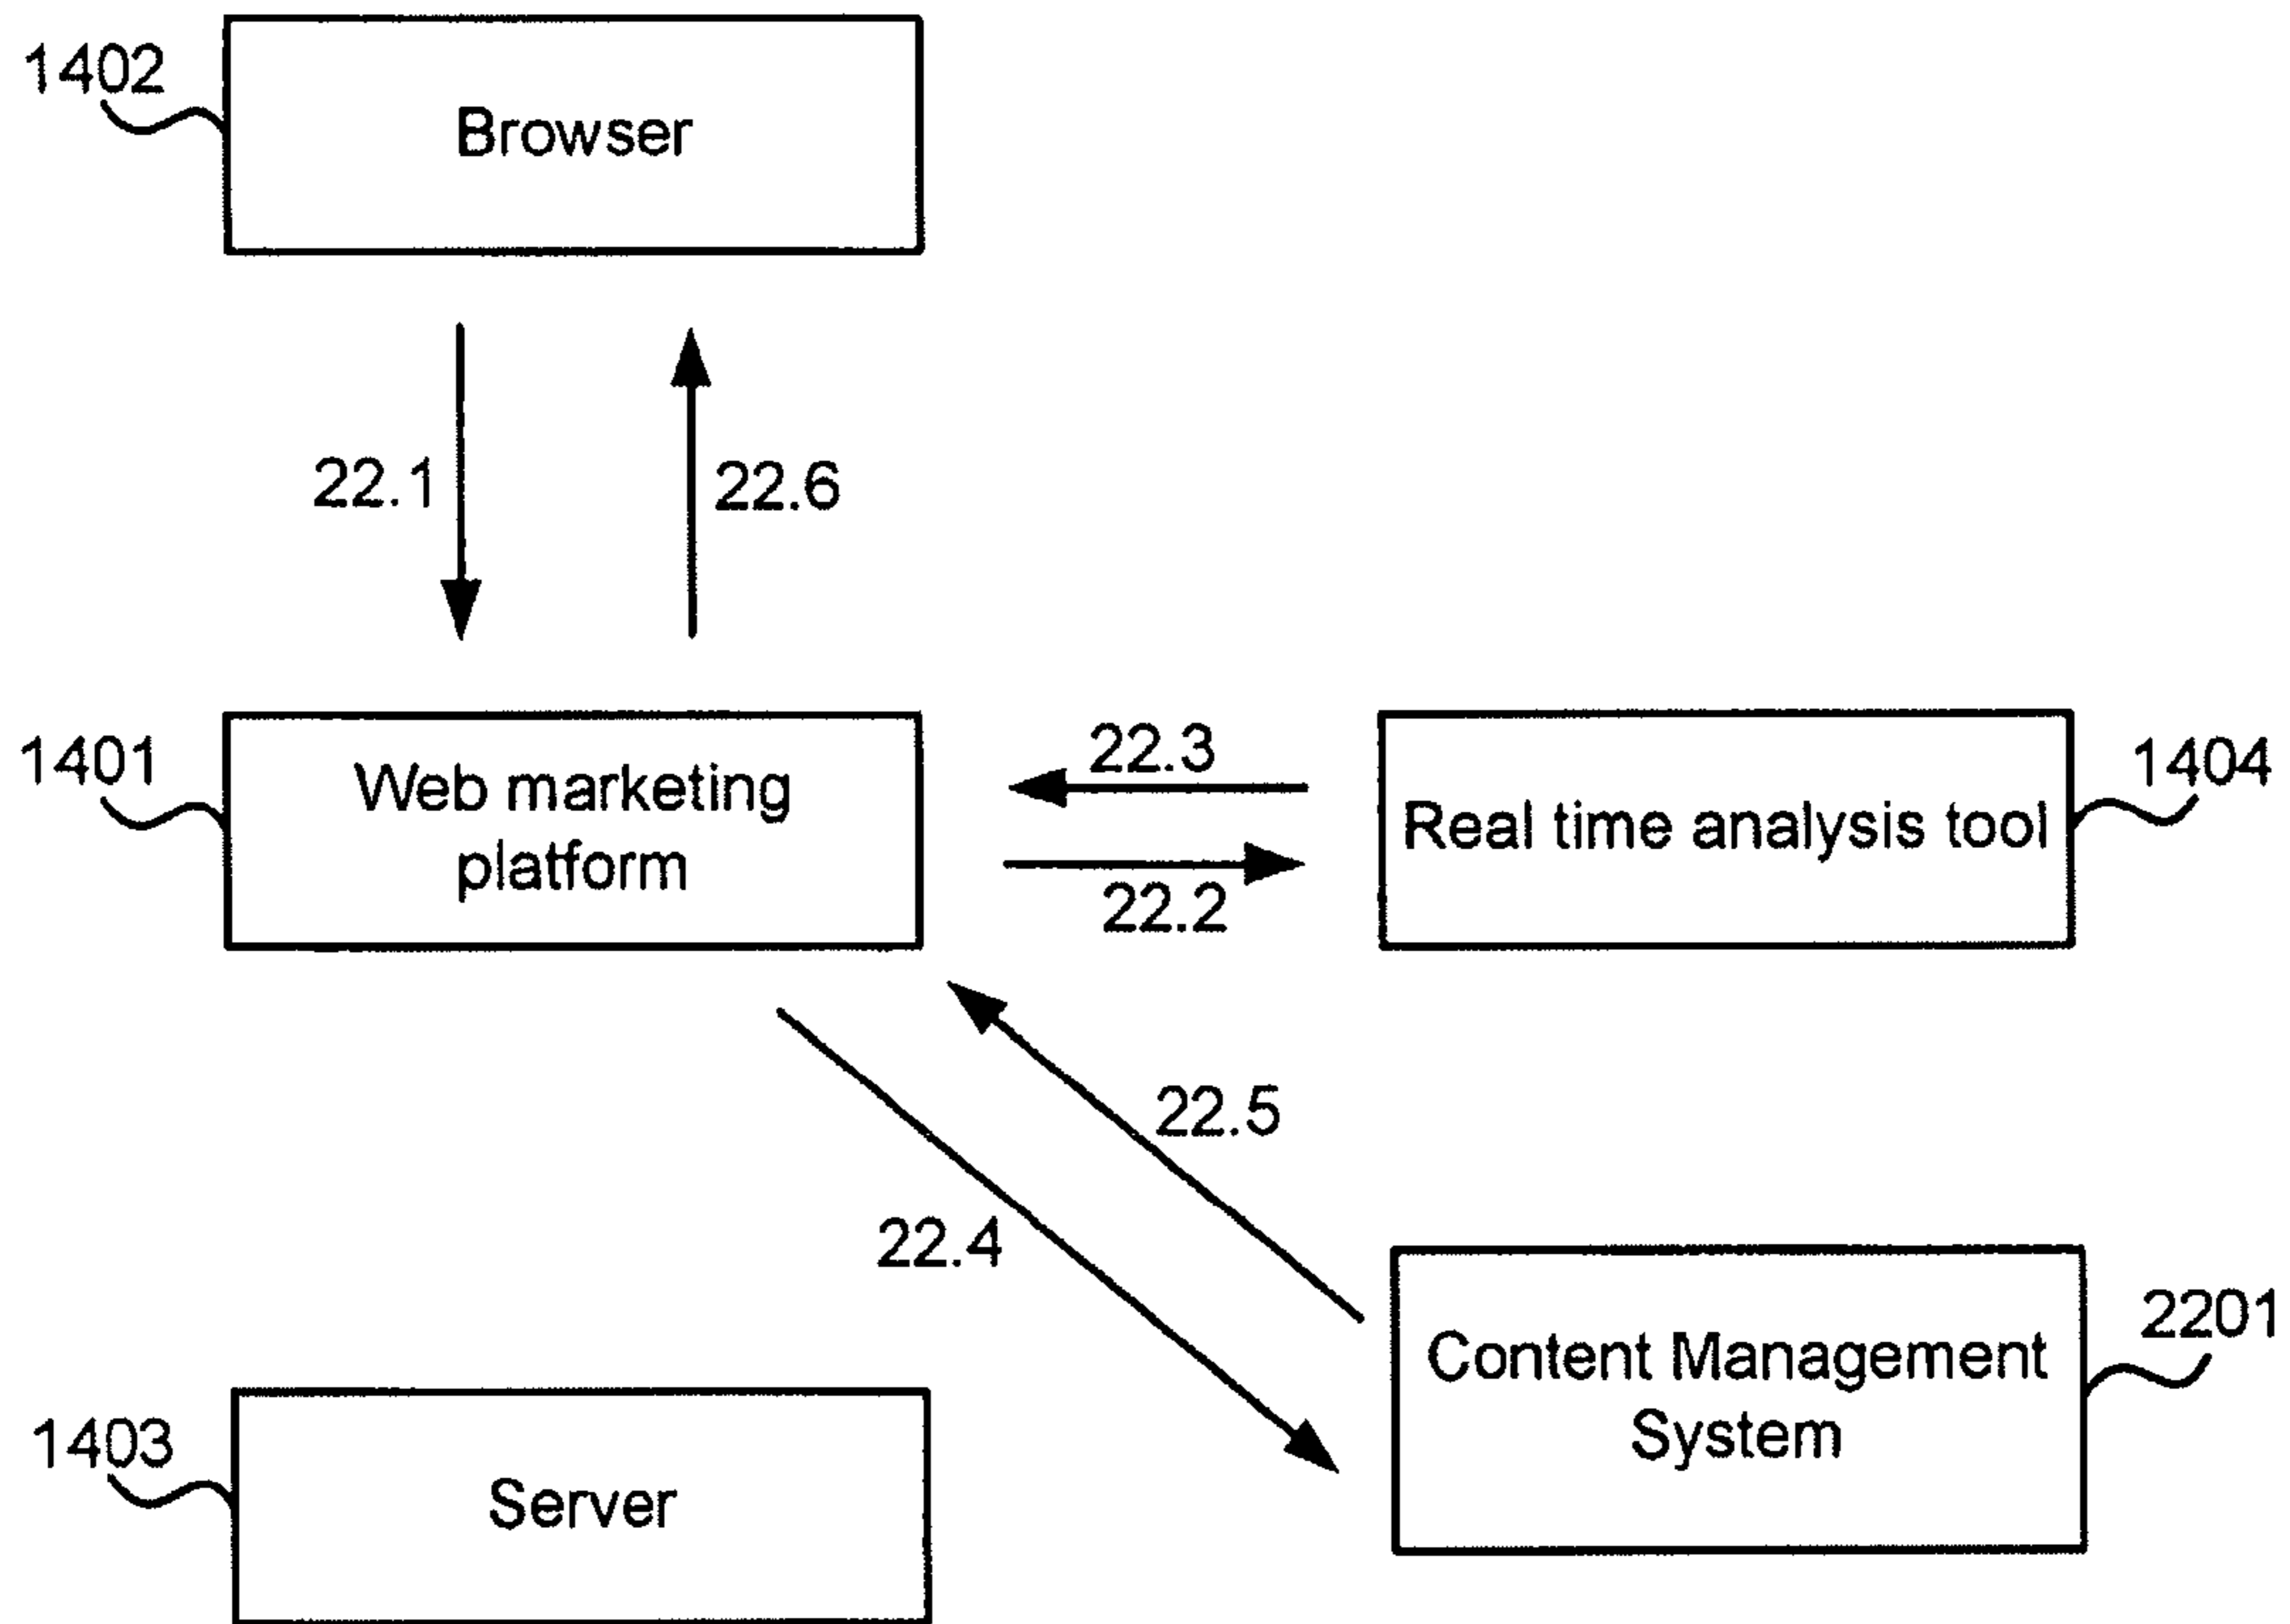 1402
Browser
22.1
22.6
1401
Web marketing
platform
22.3
22.2
Real time analysis tool
1404
22.5
22.4
Content Management
System
2201
1403
Server